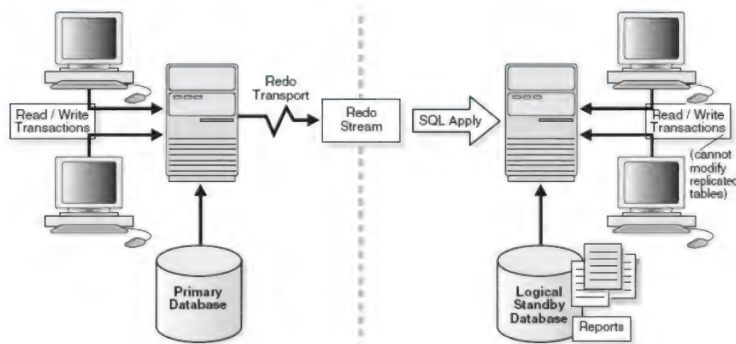 Read / Write
Transactions
Redo
Transport
Redo
Stream
SQL Apply
Read / Write
Transactions
(cannot
modify
replicated
tables)
Primary
Database
Logical
Standby
Database
Reports